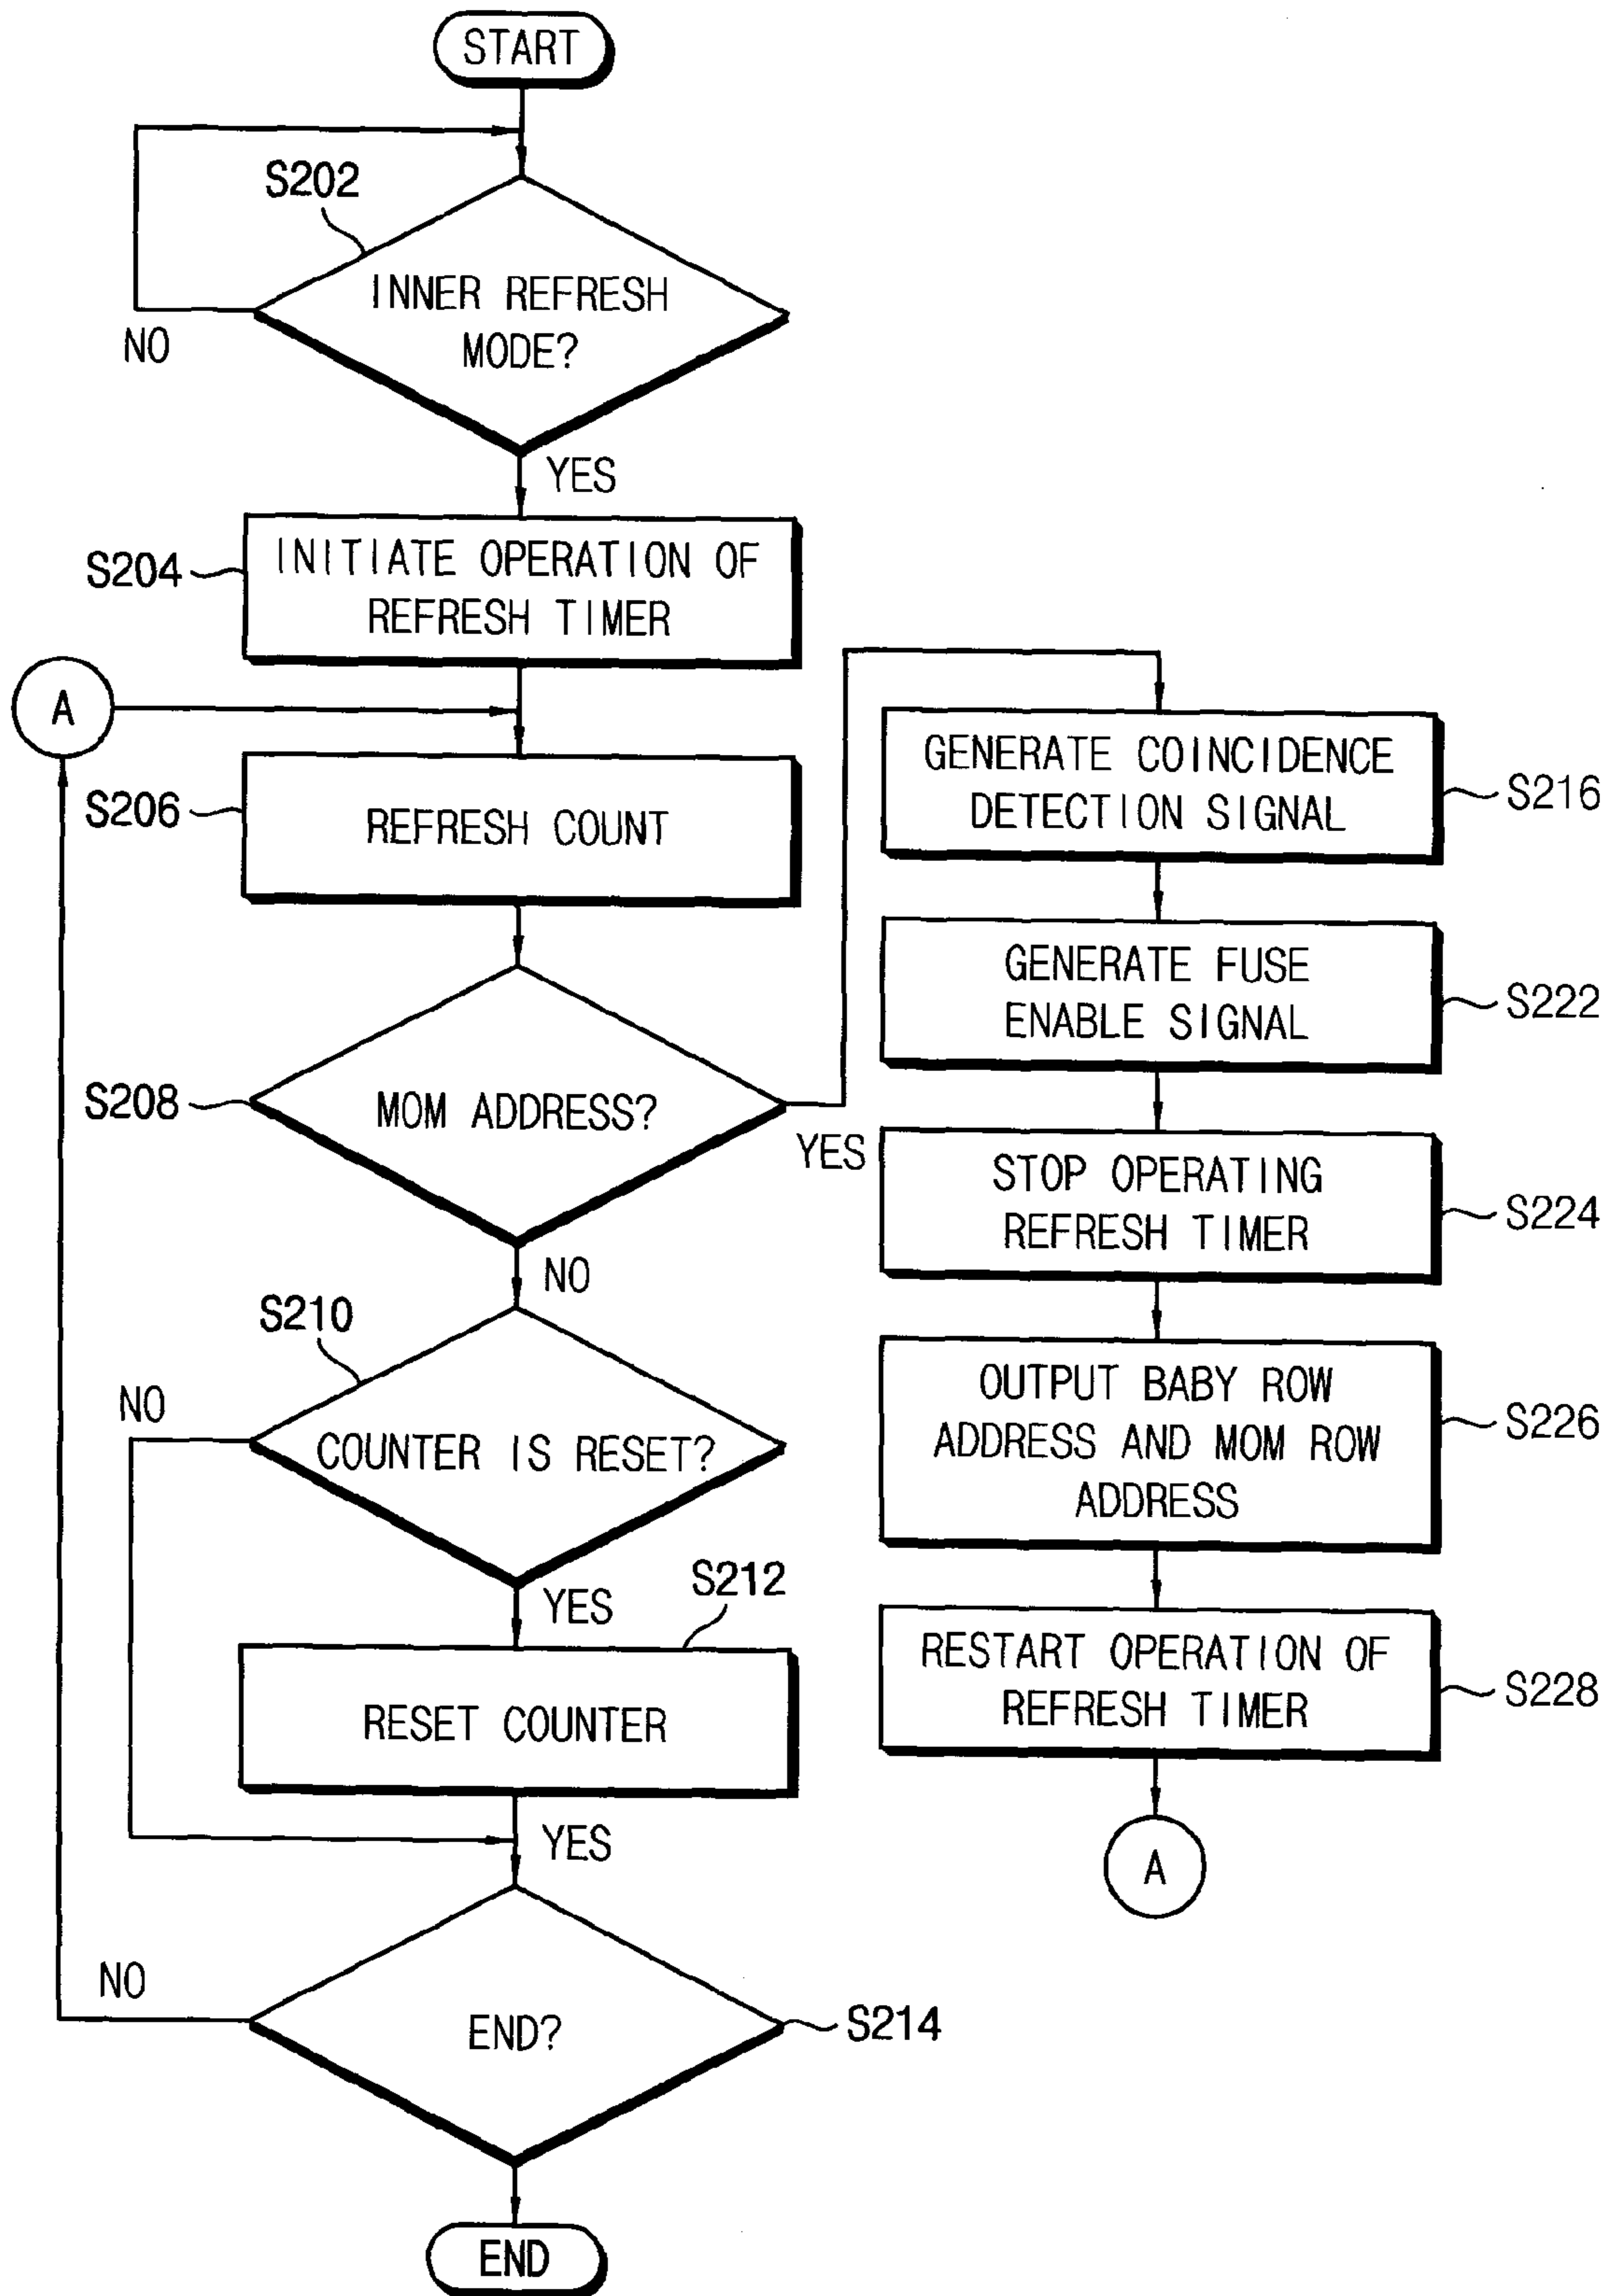 START
S202
INNER REFRESH
MODE?
NO
YES
S204
INITIATE OPERATION OF
REFRESH TIMER
A
S206
REFRESH COUNT
S208
MOM ADDRESS?
YES
NO
S210
NO
COUNTER IS RESET?
YES
S212
RESET COUNTER
YES
NO
END?
S214
END
GENERATE COINCIDENCE
DETECTION SIGNAL
S216
GENERATE FUSE
ENABLE SIGNAL
S222
STOP OPERATING
REFRESH TIMER
S224
OUTPUT BABY ROW
ADDRESS AND MOM ROW
ADDRESS
S226
RESTART OPERATION OF
REFRESH TIMER
S228
A